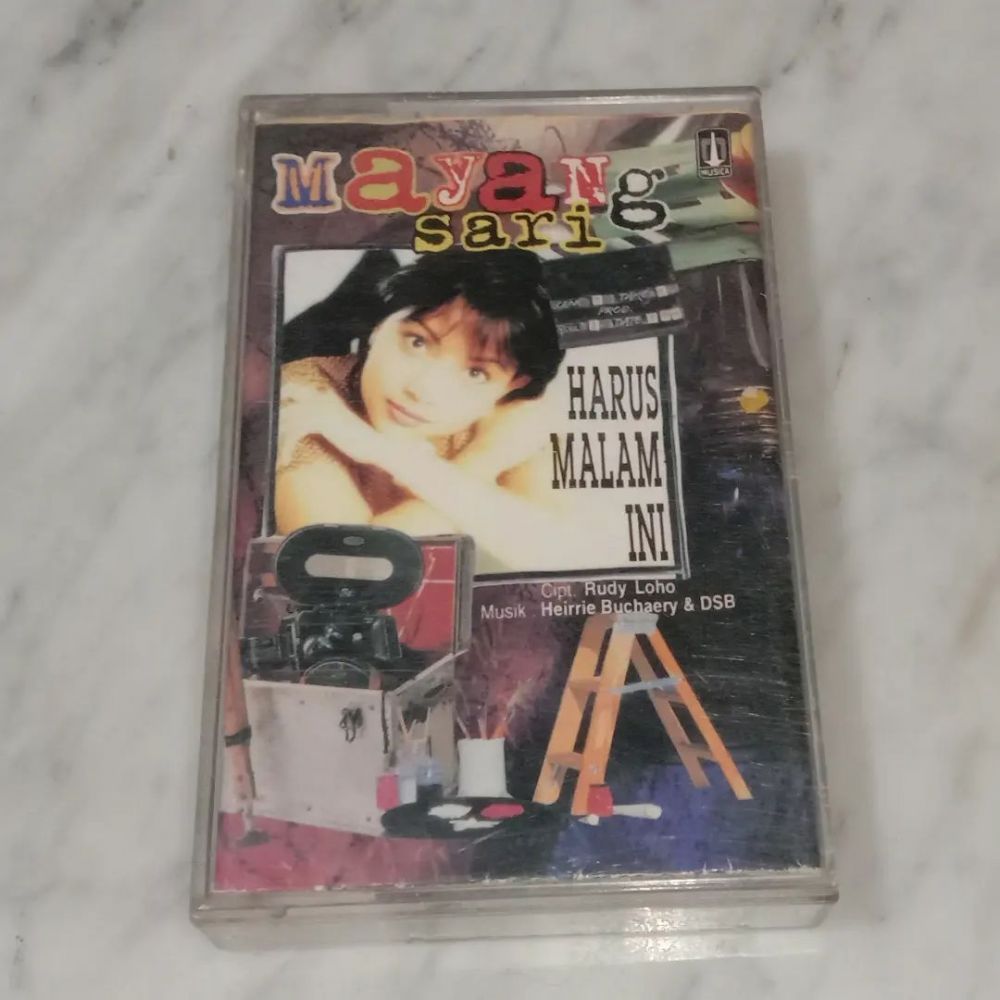 Mayang
sari
MUSICA
HARUS
MALAM
INI
Cipt. Rudy Loho
Musik : Heirrie Buchaery & DSB